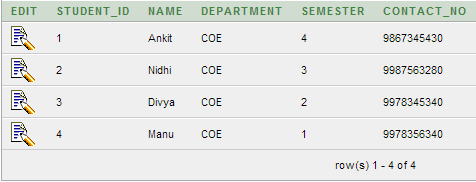 EDIT STUDENT_ID NAME DEPARTMENT SEMESTER CONTACT_NO
1 Ankit COE 4 9867345430
2 Nidhi COE 3 9987563280
3 Divya COE 2 9978345340
4 Manu COE 1 9978356340
row(s) 1 - 4 of 4